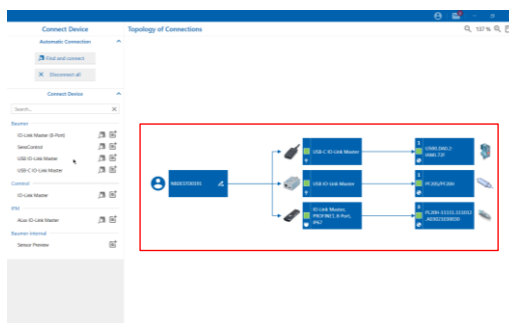 Connect Device
Topology of Connections
137 %
Automatic Connection
Find and connect
Disconnect all
Connect Device
Search...
Baumer
IO-Link Master (8-Port)
SensControl
USB IO-Link Master
USB-C IO-Link Master
Control
IO-Link Master
IO-Link Master
Baumer Internal
Sensor Preview
USB-C IO-Link Master
USB IO-Link Master
PF20S/PF20H
IO-Link Master,
PROFINET, 8-Port,
IP67